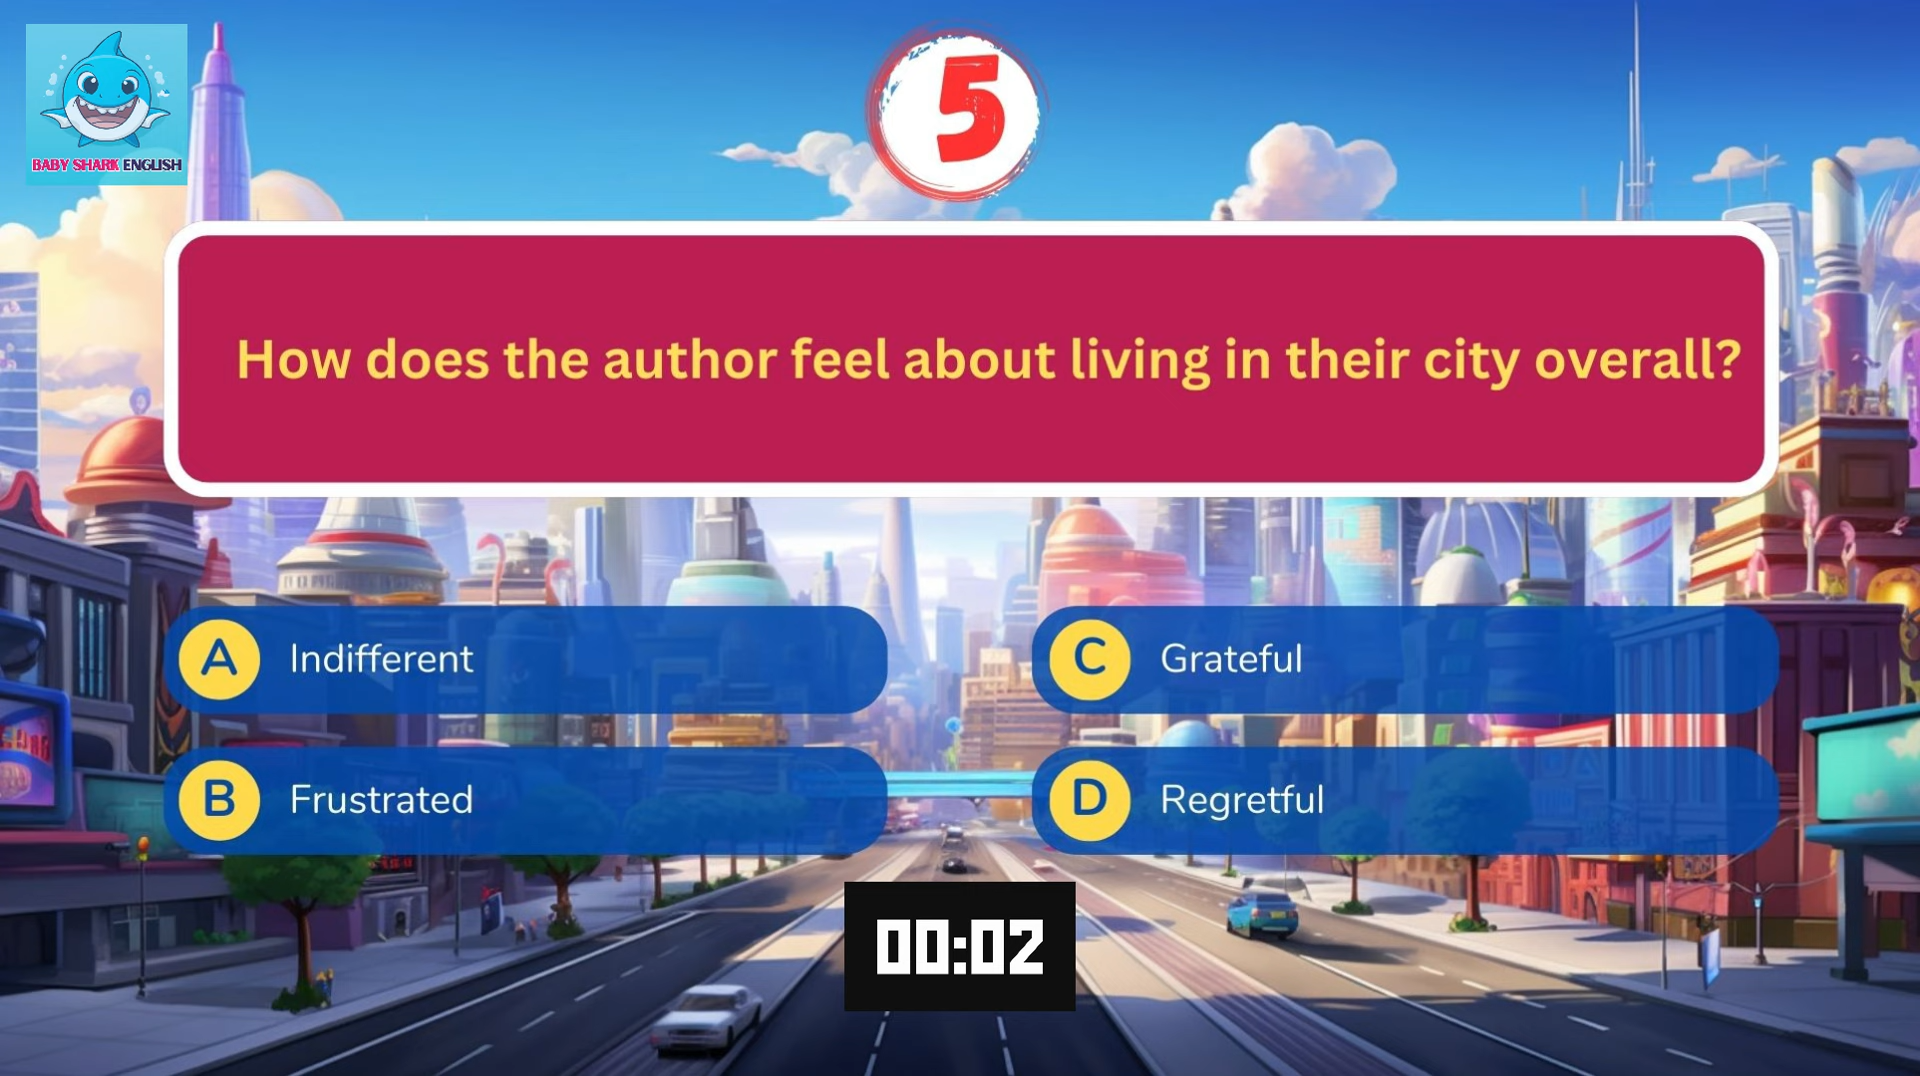 BABY SHARK ENGLISH
5
How does the author feel about living in their city overall?
A Indifferent
C Grateful
B Frustrated
D Regretful
00:02